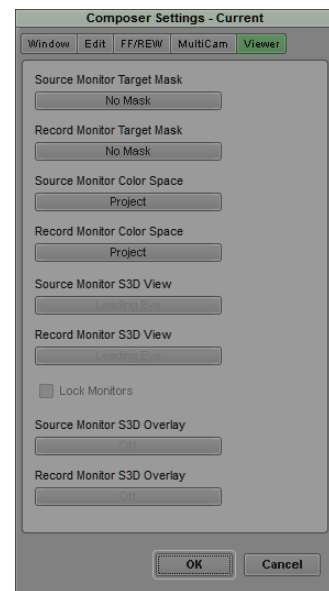 Composer Settings - Current
Window Edit FF/REW MultiCam Viewer
Source Monitor Target Mask
No Mask
Record Monitor Target Mask
No Mask
Source Monitor Color Space
Project
Record Monitor Color Space
Project
Source Monitor S3D View
Leading Eye
Record Monitor S3D View
Leading Eye
Lock Monitors
Source Monitor S3D Overlay
Off
Record Monitor S3D Overlay
Off
OK Cancel